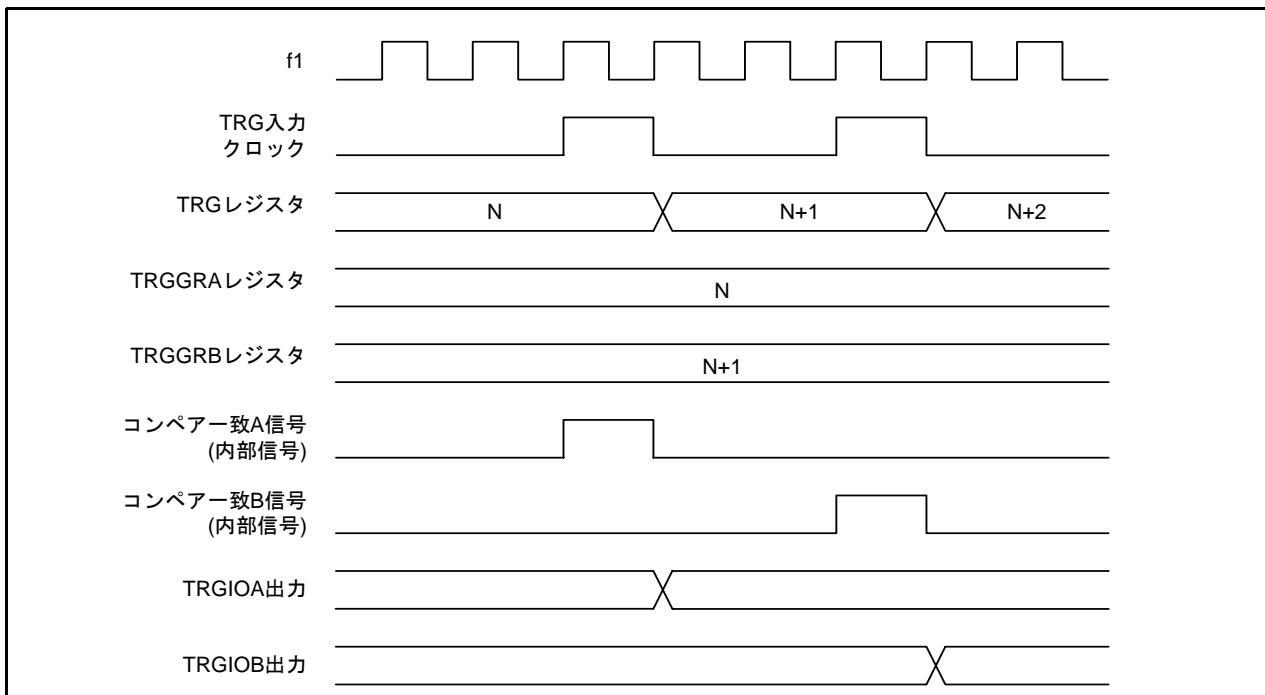 f1
TRG入力
クロック
TRGレジスタ
N
N+1
N+2
TRGGRAレジスタ
N
TRGGRBレジスタ
N+1
コンペア一致A信号
(内部信号)
コンペア一致B信号
(内部信号)
TRGIOA出力
TRGIOB出力